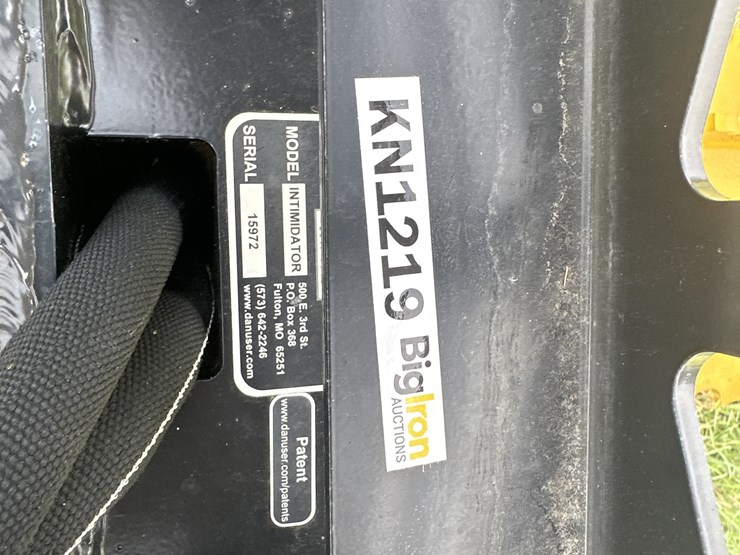 KN1219 BigIron
AUCTIONS
MODEL INTIMIDATOR
SERIAL 15972
500 E. 3rd St.
P.O. Box 368
Fulton, MO 65251
(573) 642-2246
www.danuser.com
Patent
www.danuser.com/patents